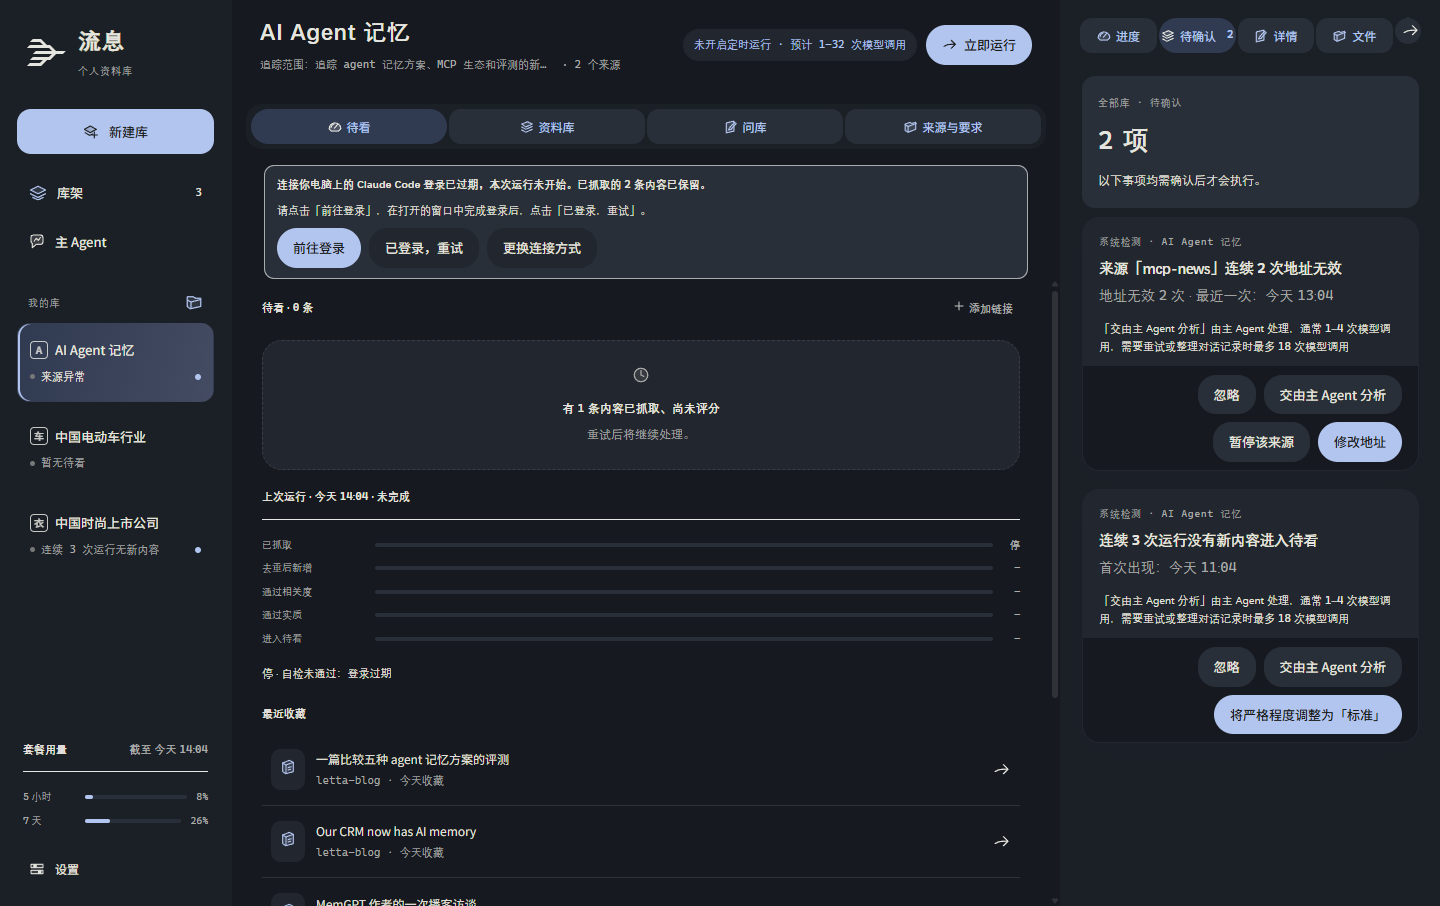 流息
个人资料库
新建库
库架 3
主 Agent
我的库
A AI Agent 记忆
来源异常
车 中国电动车行业
暂无待看
衣 中国时尚上市公司
连续 3 次运行无新内容
套餐用量 截至 今天 14:04
5 小时 8%
7 天 26%
设置
AI Agent 记忆
追踪范围：追踪 agent 记忆方案、MCP 生态和评测的新… · 2 个来源
未开启定时运行 · 预计 1–32 次模型调用
立即运行
待看
资料库
问库
来源与要求
连接你电脑上的 Claude Code 登录已过期，本次运行未开始。已抓取的 2 条内容已保留。
请点击「前往登录」，在打开的窗口中完成登录后，点击「已登录，重试」。
前往登录
已登录，重试
更换连接方式
待看 · 0 条
添加链接
有 1 条内容已抓取、尚未评分
重试后将继续处理。
上次运行 · 今天 14:04 · 未完成
已抓取 停
去重后新增 –
通过相关度 –
通过实质 –
进入待看 –
停 · 自检未通过：登录过期
最近收藏
一篇比较五种 agent 记忆方案的评测
letta-blog · 今天收藏
Our CRM now has AI memory
letta-blog · 今天收藏
MemGPT 作者的一次播客访谈
进度
待确认 2
详情
文件
全部库 · 待确认
2 项
以下事项均需确认后才会执行。
系统检测 · AI Agent 记忆
来源「mcp-news」连续 2 次地址无效
地址无效 2 次 · 最近一次：今天 13:04
「交由主 Agent 分析」由主 Agent 处理，通常 1–4 次模型调
用，需要重试或整理对话记录时最多 18 次模型调用
忽略
交由主 Agent 分析
暂停该来源
修改地址
系统检测 · AI Agent 记忆
连续 3 次运行没有新内容进入待看
首次出现：今天 11:04
「交由主 Agent 分析」由主 Agent 处理，通常 1–4 次模型调
用，需要重试或整理对话记录时最多 18 次模型调用
忽略
交由主 Agent 分析
将严格程度调整为「标准」